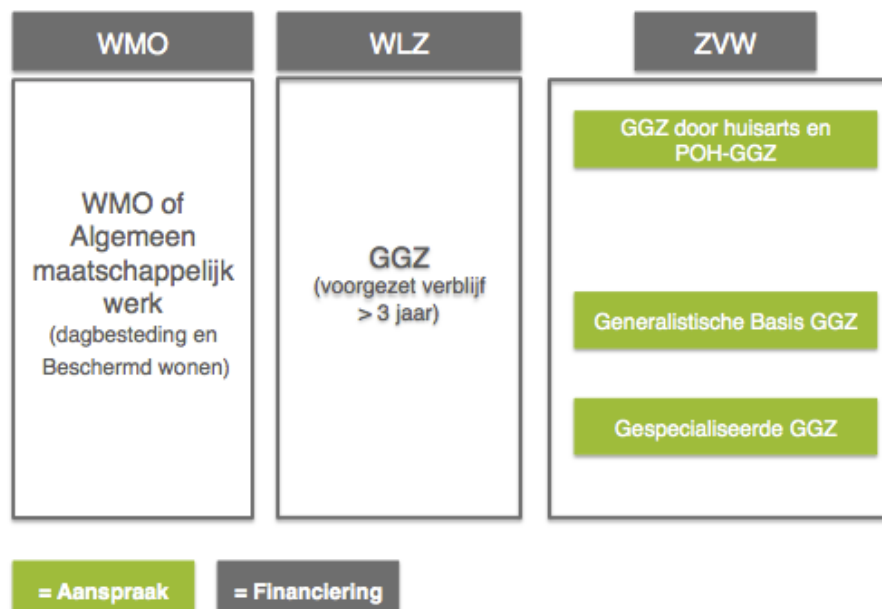 WMO
WLZ
ZVW
WMO of
Algemeen
maatschappelijk
werk
(dagbesteding en
Beschermd wonen)
GGZ
(voorgezet verblijf
> 3 jaar)
GGZ door huisarts en
POH-GGZ
Generalistische Basis GGZ
Gespecialiseerde GGZ
= Aanspraak
= Financiering